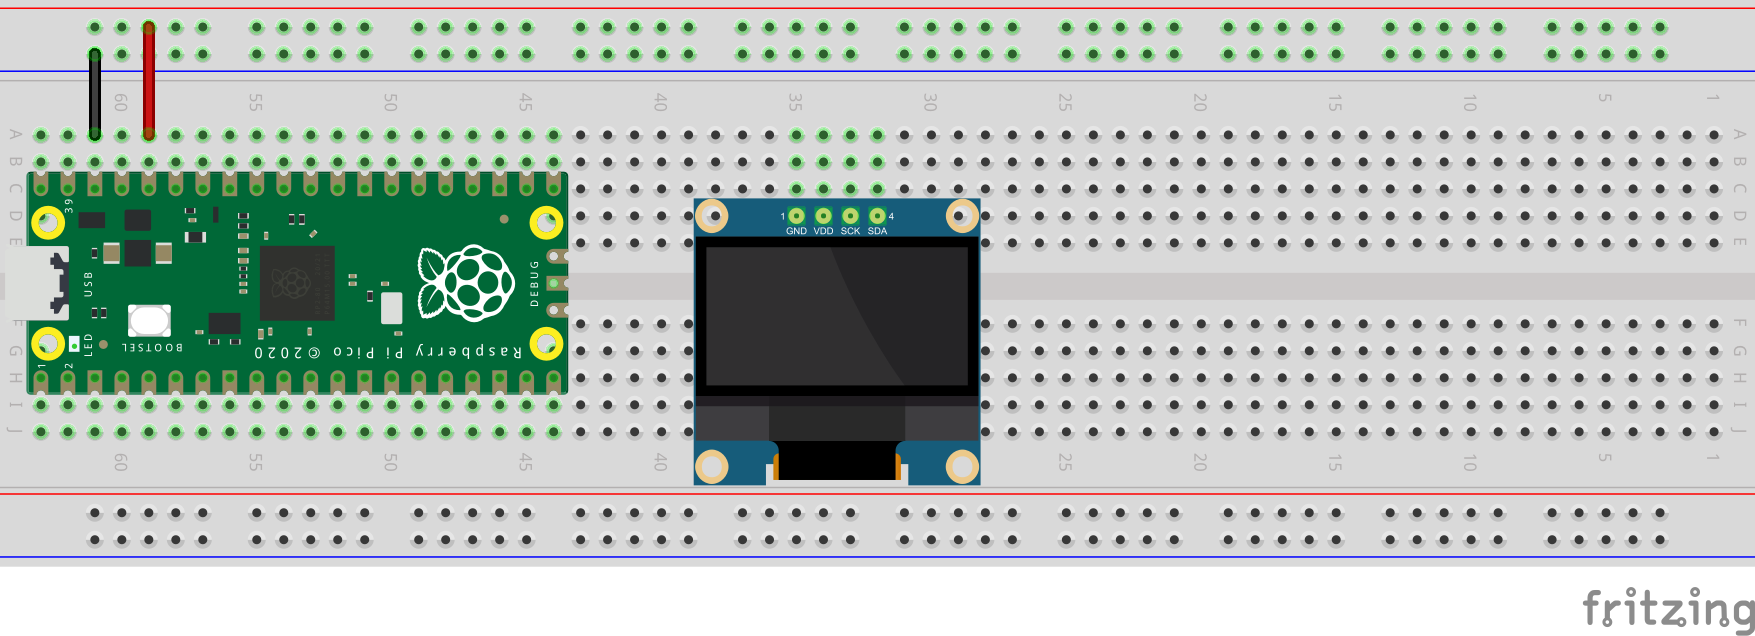 60 55 50 45 40 35 30 25 20 15 10 5 1
A A
B B
C C
D D
E E
39
1 4
GND VDD SCK SDA
USB
DEBUG
BOOTSEL
LED
Raspberry Pi Pico © 2020
1 2
F F
G G
H H
I I
J J
60 55 50 45 40 25 20 15 10 5 1
fritzing